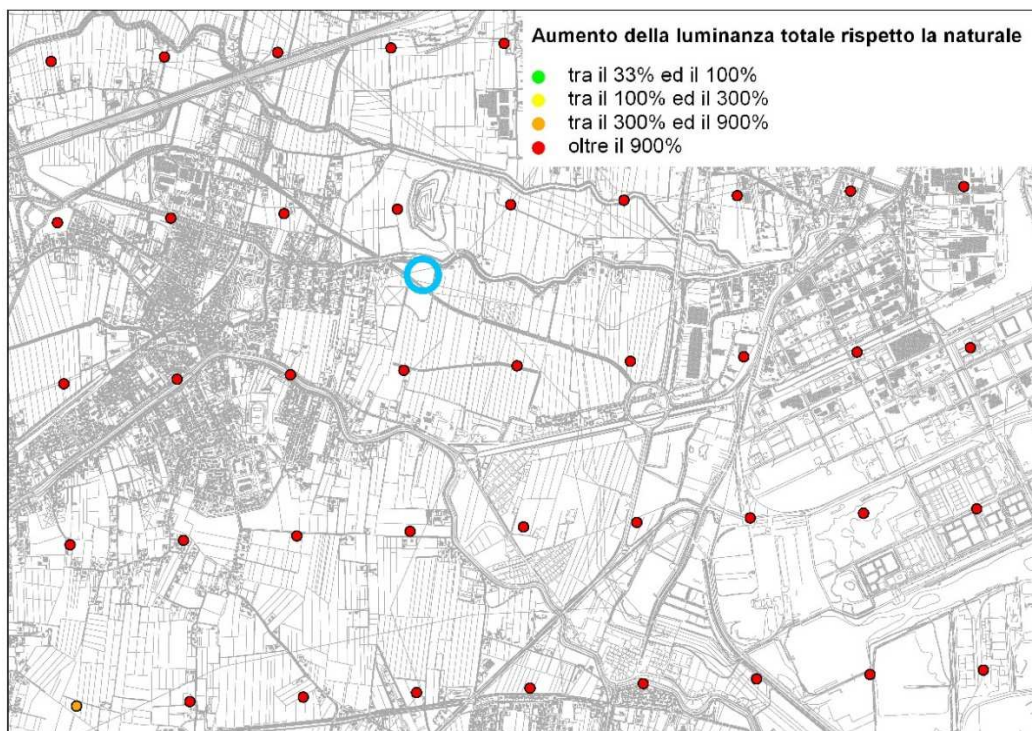 Aumento della luminanza totale rispetto la naturale
tra il 33% ed il 100%
tra il 100% ed il 300%
tra il 300% ed il 900%
oltre il 900%